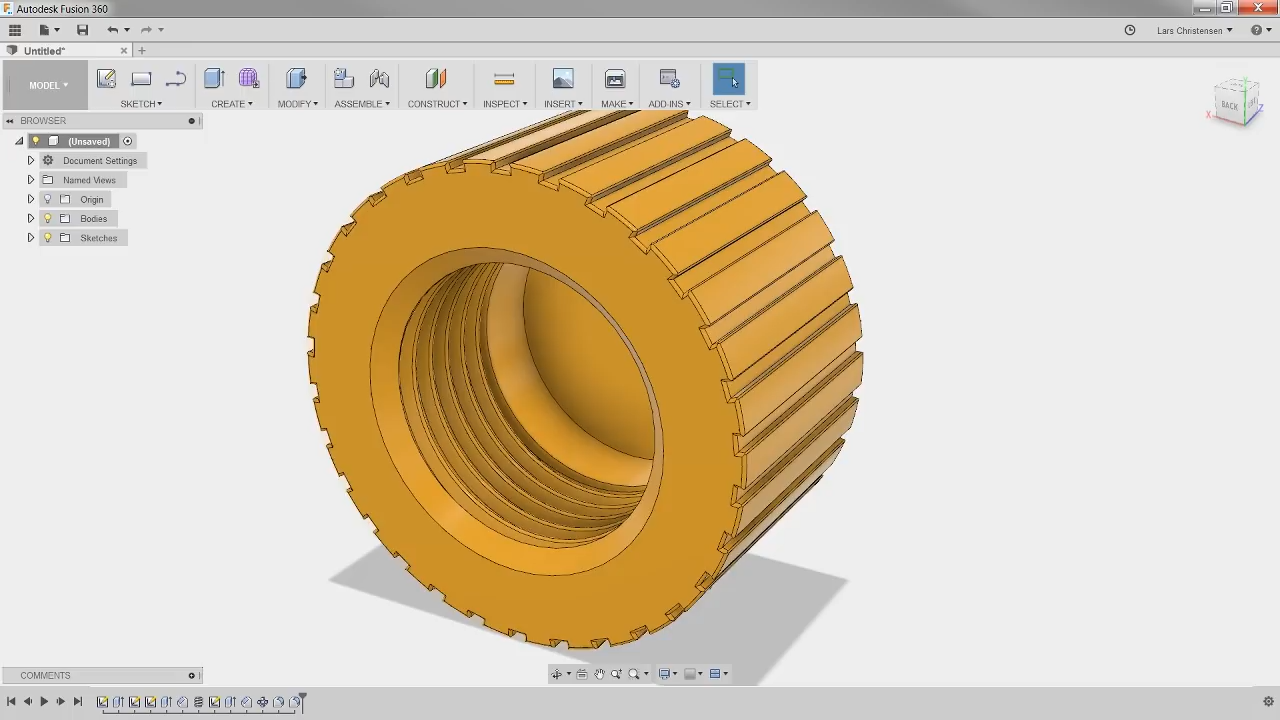 Autodesk Fusion 360
Lars Christensen
Untitled*
MODEL
SKETCH
CREATE
MODIFY
ASSEMBLE
CONSTRUCT
INSPECT
INSERT
MAKE
ADD-INS
SELECT
BACK
X
Z
BROWSER
(Unsaved)
Document Settings
Named Views
Origin
Bodies
Sketches
COMMENTS